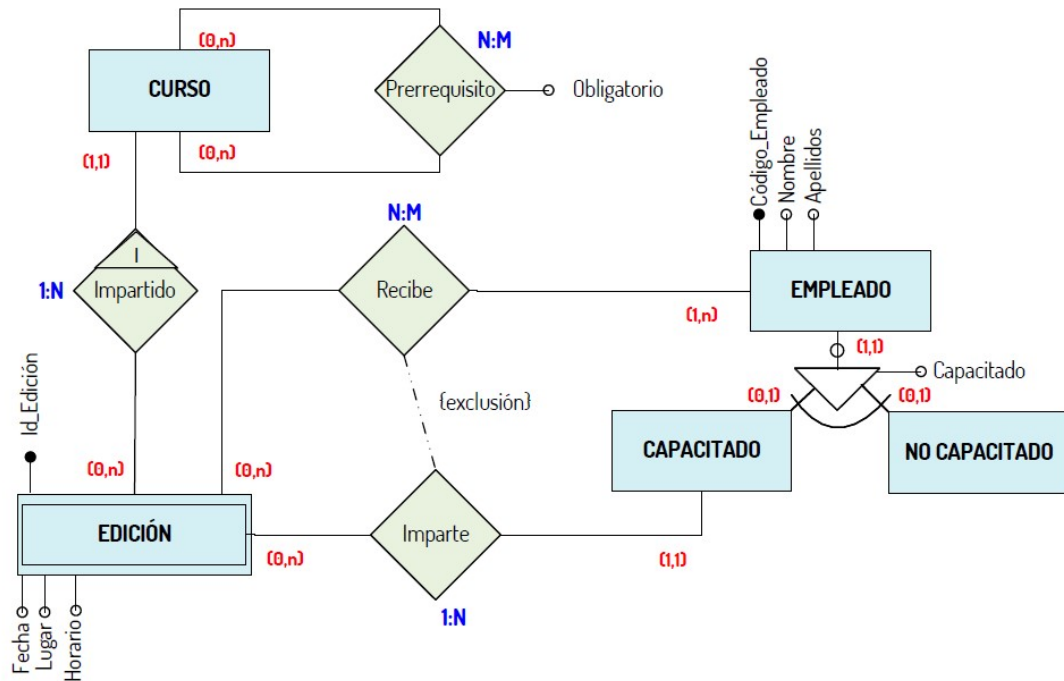 (0,n)
N:M
CURSO
Prerrequisito
Obligatorio
(1,1)
(0,n)
Código_Empleado
Nombre
Apellidos
N:M
I
Impartido
1:N
Recibe
EMPLEADO
(1,n)
(1,1)
Capacitado
{exclusión}
(0,1)
(0,1)
Id_Edición
(0,n)
(0,n)
CAPACITADO
NO CAPACITADO
EDICIÓN
Imparte
(0,n)
(1,1)
1:N
Fecha
Lugar
Horario